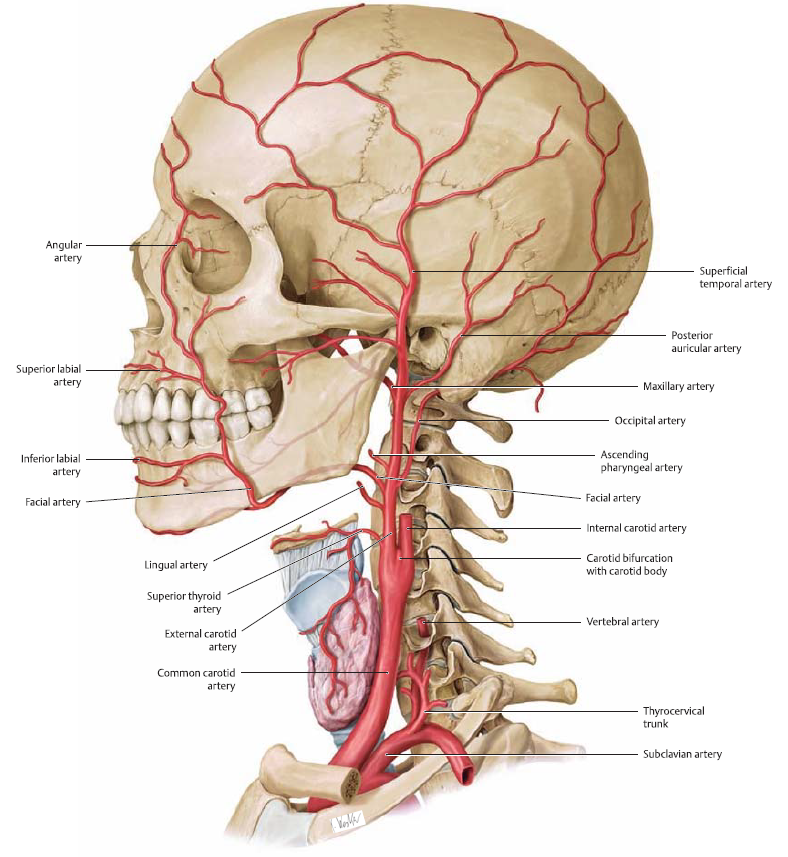 Angular
artery
Superior labial
artery
Inferior labial
artery
Facial artery
Lingual artery
Superior thyroid
artery
External carotid
artery
Common carotid
artery
Superficial
temporal artery
Posterior
auricular artery
Maxillary artery
Occipital artery
Ascending
pharyngeal artery
Facial artery
Internal carotid artery
Carotid bifurcation
with carotid body
Vertebral artery
Thyrocervical
trunk
Subclavian artery